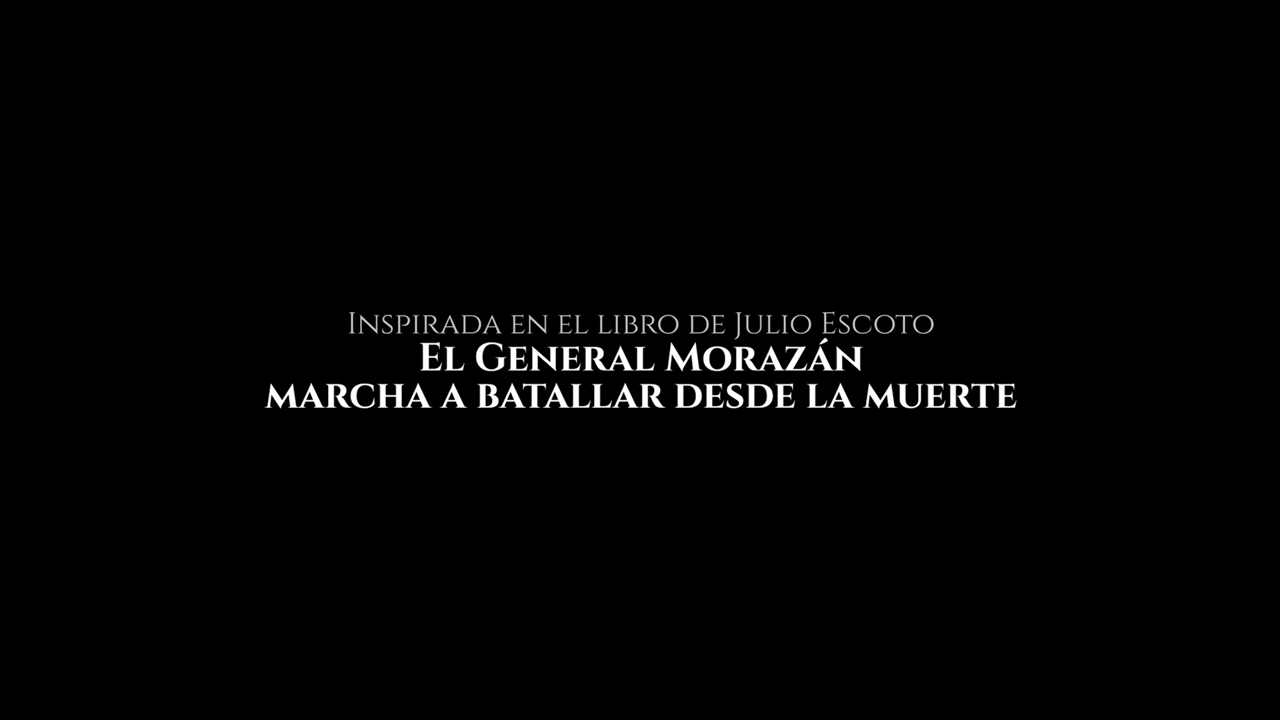 Inspirada en el libro de Julio Escoto
El General Morazán
marcha a batallar desde la muerte